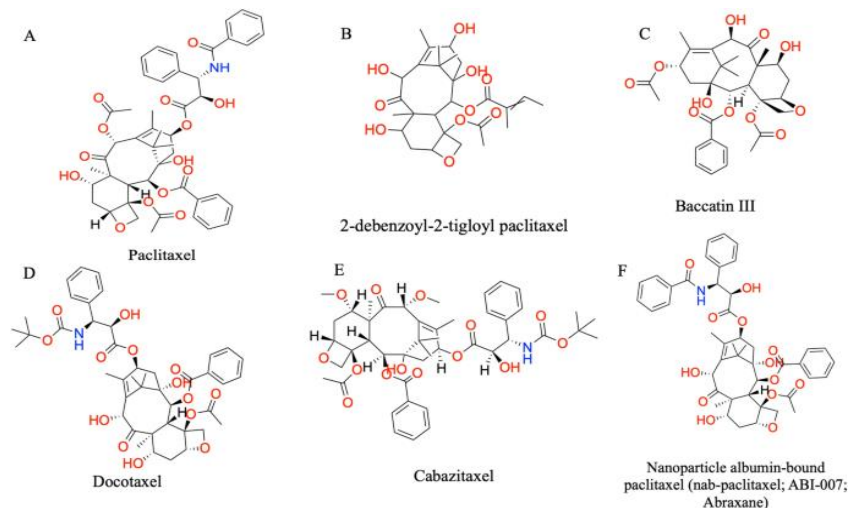 A
B
C
Paclitaxel
2-debenzoyl-2-tigloyl paclitaxel
Baccatin III
D
E
F
Docotaxel
Cabazitaxel
Nanoparticle albumin-bound
paclitaxel (nab-paclitaxel; ABI-007;
Abraxane)